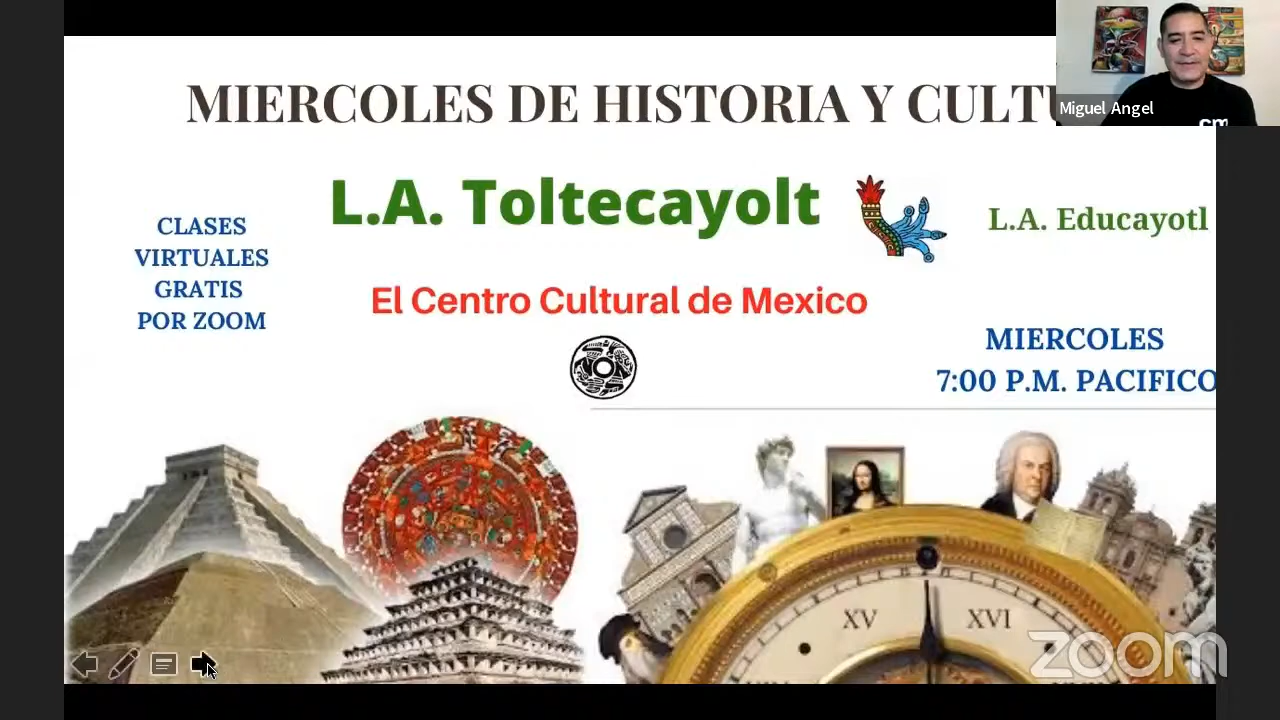 MIERCOLES DE HISTORIA Y CULTU
Miguel Angel
cm
L.A. Toltecayolt
L.A. Educayotl
CLASES
VIRTUALES
GRATIS
POR ZOOM
El Centro Cultural de Mexico
MIERCOLES
7:00 P.M. PACIFICO
XV
XVI
zoom